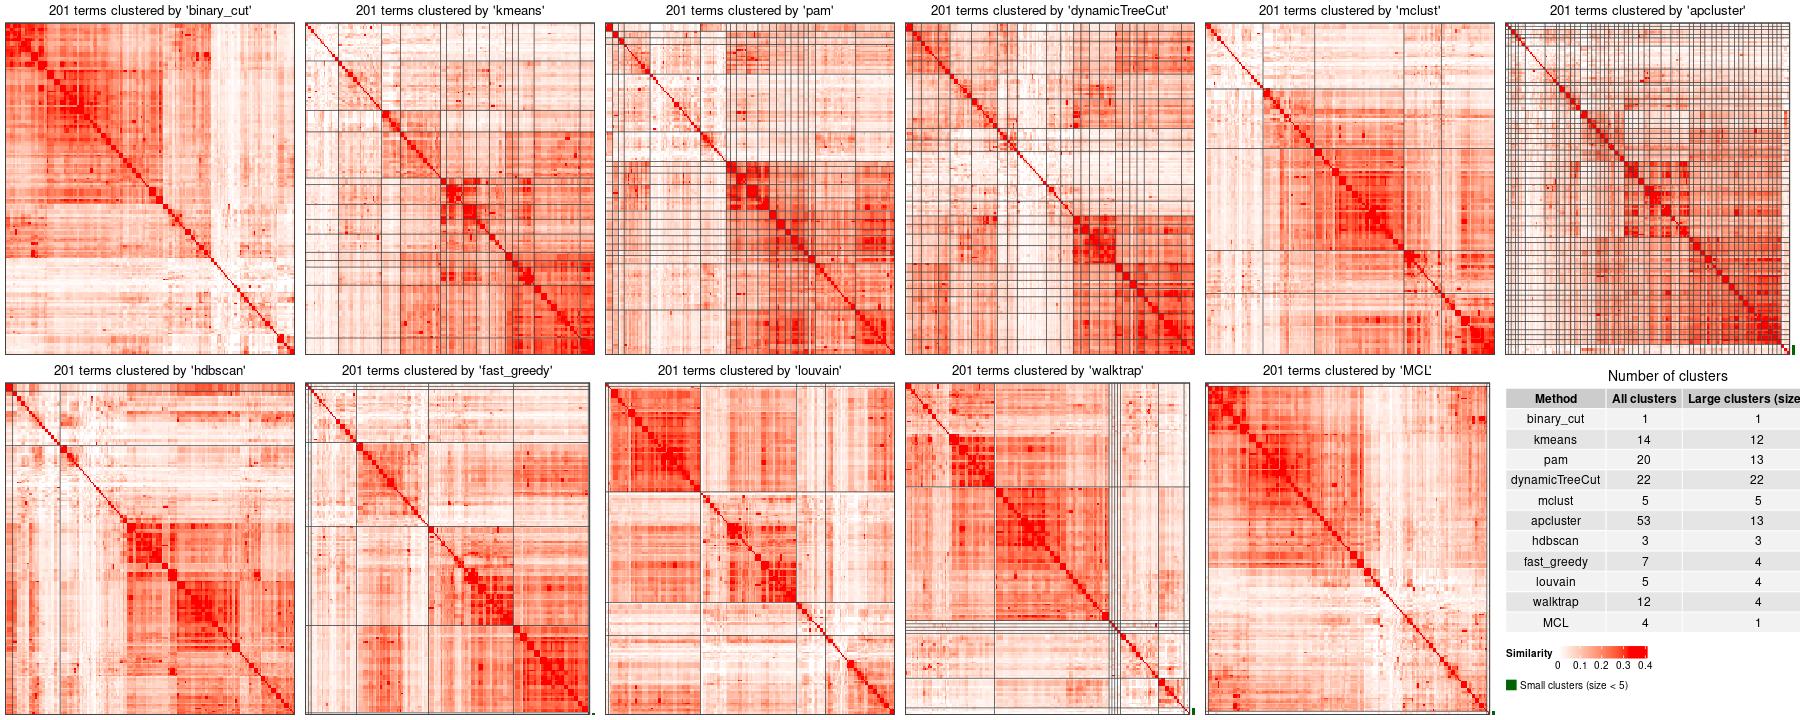 201 terms clustered by 'binary_cut'
201 terms clustered by 'kmeans'
201 terms clustered by 'pam'
201 terms clustered by 'dynamicTreeCut'
201 terms clustered by 'mclust'
201 terms clustered by 'apcluster'
201 terms clustered by 'hdbscan'
201 terms clustered by 'fast_greedy'
201 terms clustered by 'louvain'
201 terms clustered by 'walktrap'
201 terms clustered by 'MCL'
Number of clusters
Method All clusters Large clusters (size
binary_cut 1 1
kmeans 14 12
pam 20 13
dynamicTreeCut 22 22
mclust 5 5
apcluster 53 13
hdbscan 3 3
fast_greedy 7 4
louvain 5 4
walktrap 12 4
MCL 4 1
Similarity
0 0.1 0.2 0.3 0.4
Small clusters (size < 5)